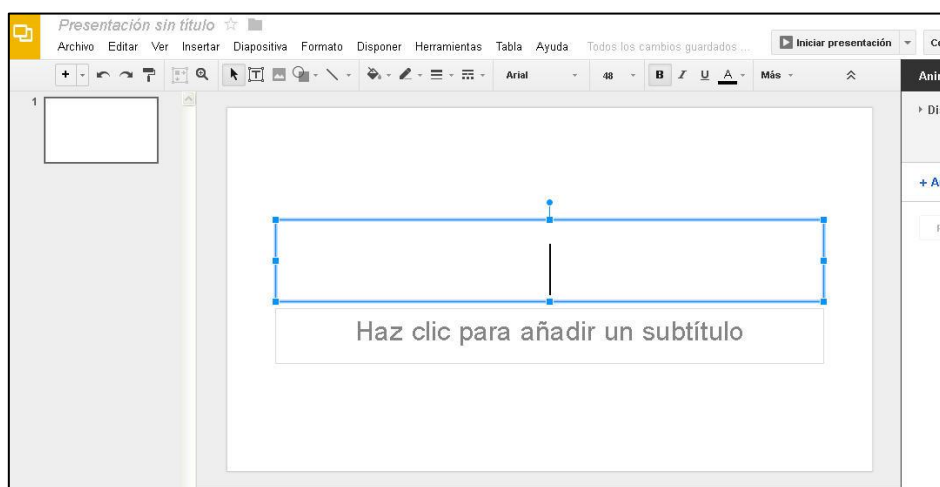 Presentación sin título
Archivo Editar Ver Insertar Diapositiva Formato Disponer Herramientas Tabla Ayuda Todos los cambios guardados ...
Iniciar presentación
Arial 48 B I U A Más
1
Haz clic para añadir un subtítulo